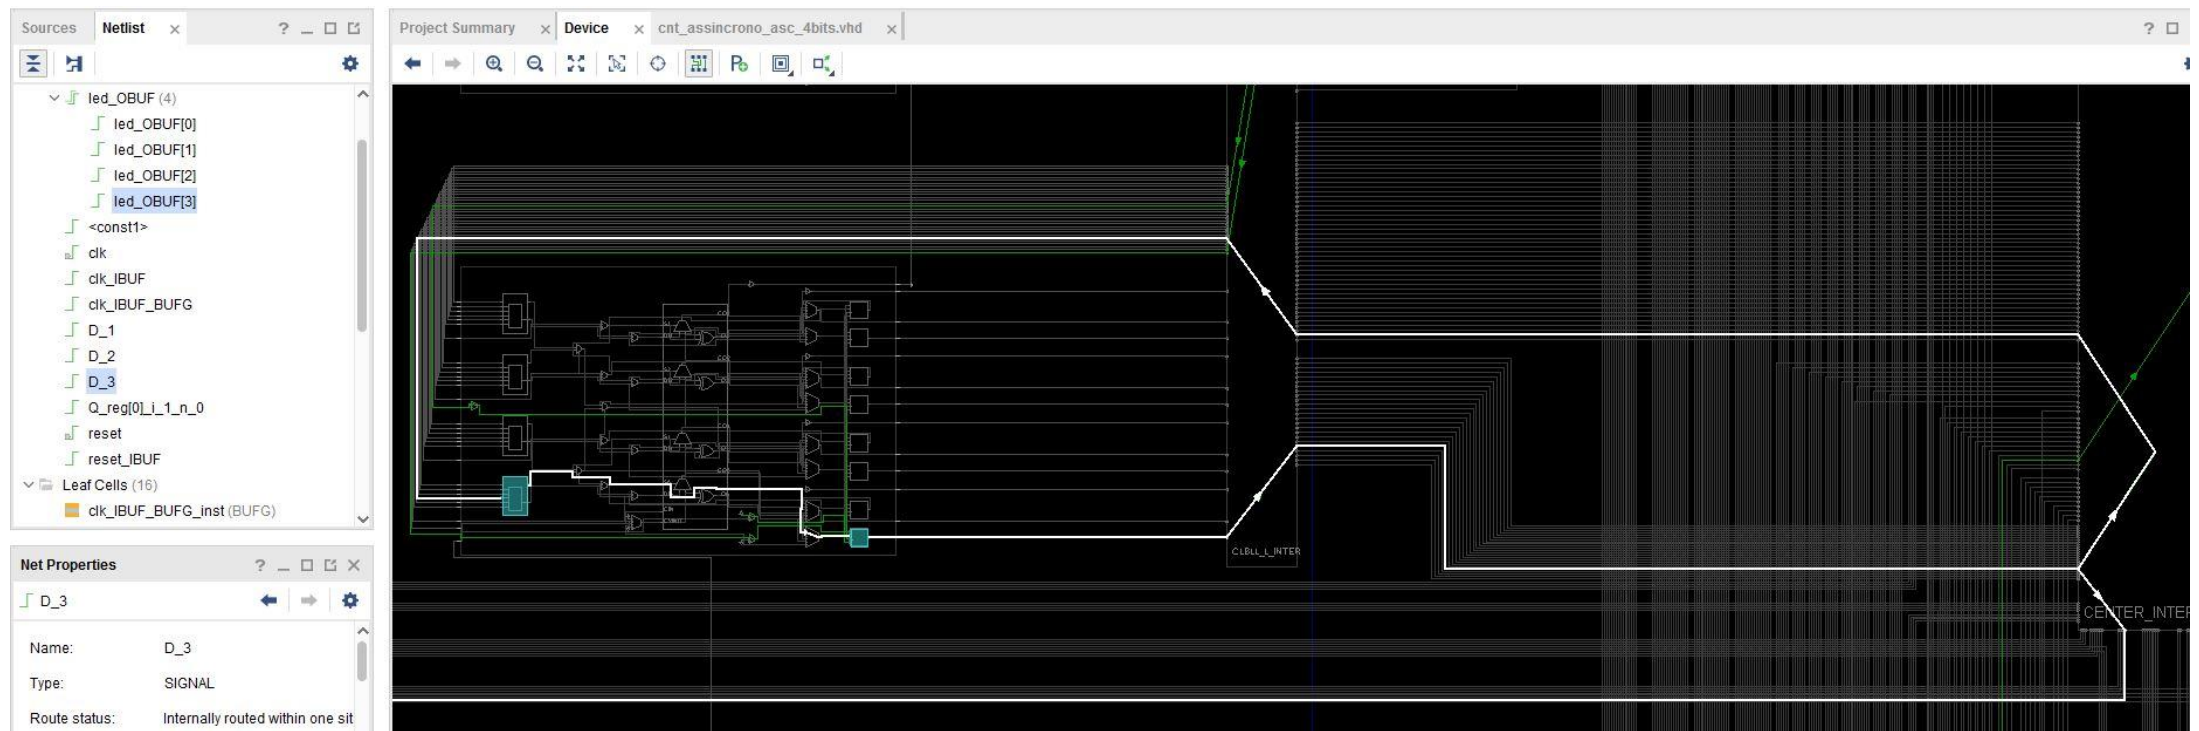 Sources Netlist
led_OBUF (4)
led_OBUF[0]
led_OBUF[1]
led_OBUF[2]
led_OBUF[3]
<const1>
clk
clk_IBUF
clk_IBUF_BUFG
D_1
D_2
D_3
Q_reg[0]_i_1_n_0
reset
reset_IBUF
Leaf Cells (16)
clk_IBUF_BUFG_inst (BUFG)
Net Properties
D_3
Name: D_3
Type: SIGNAL
Route status: Internally routed within one sit
Project Summary Device cnt_assincrono_asc_4bits.vhd
CLBLL_L_INTER
CENTER_INTER